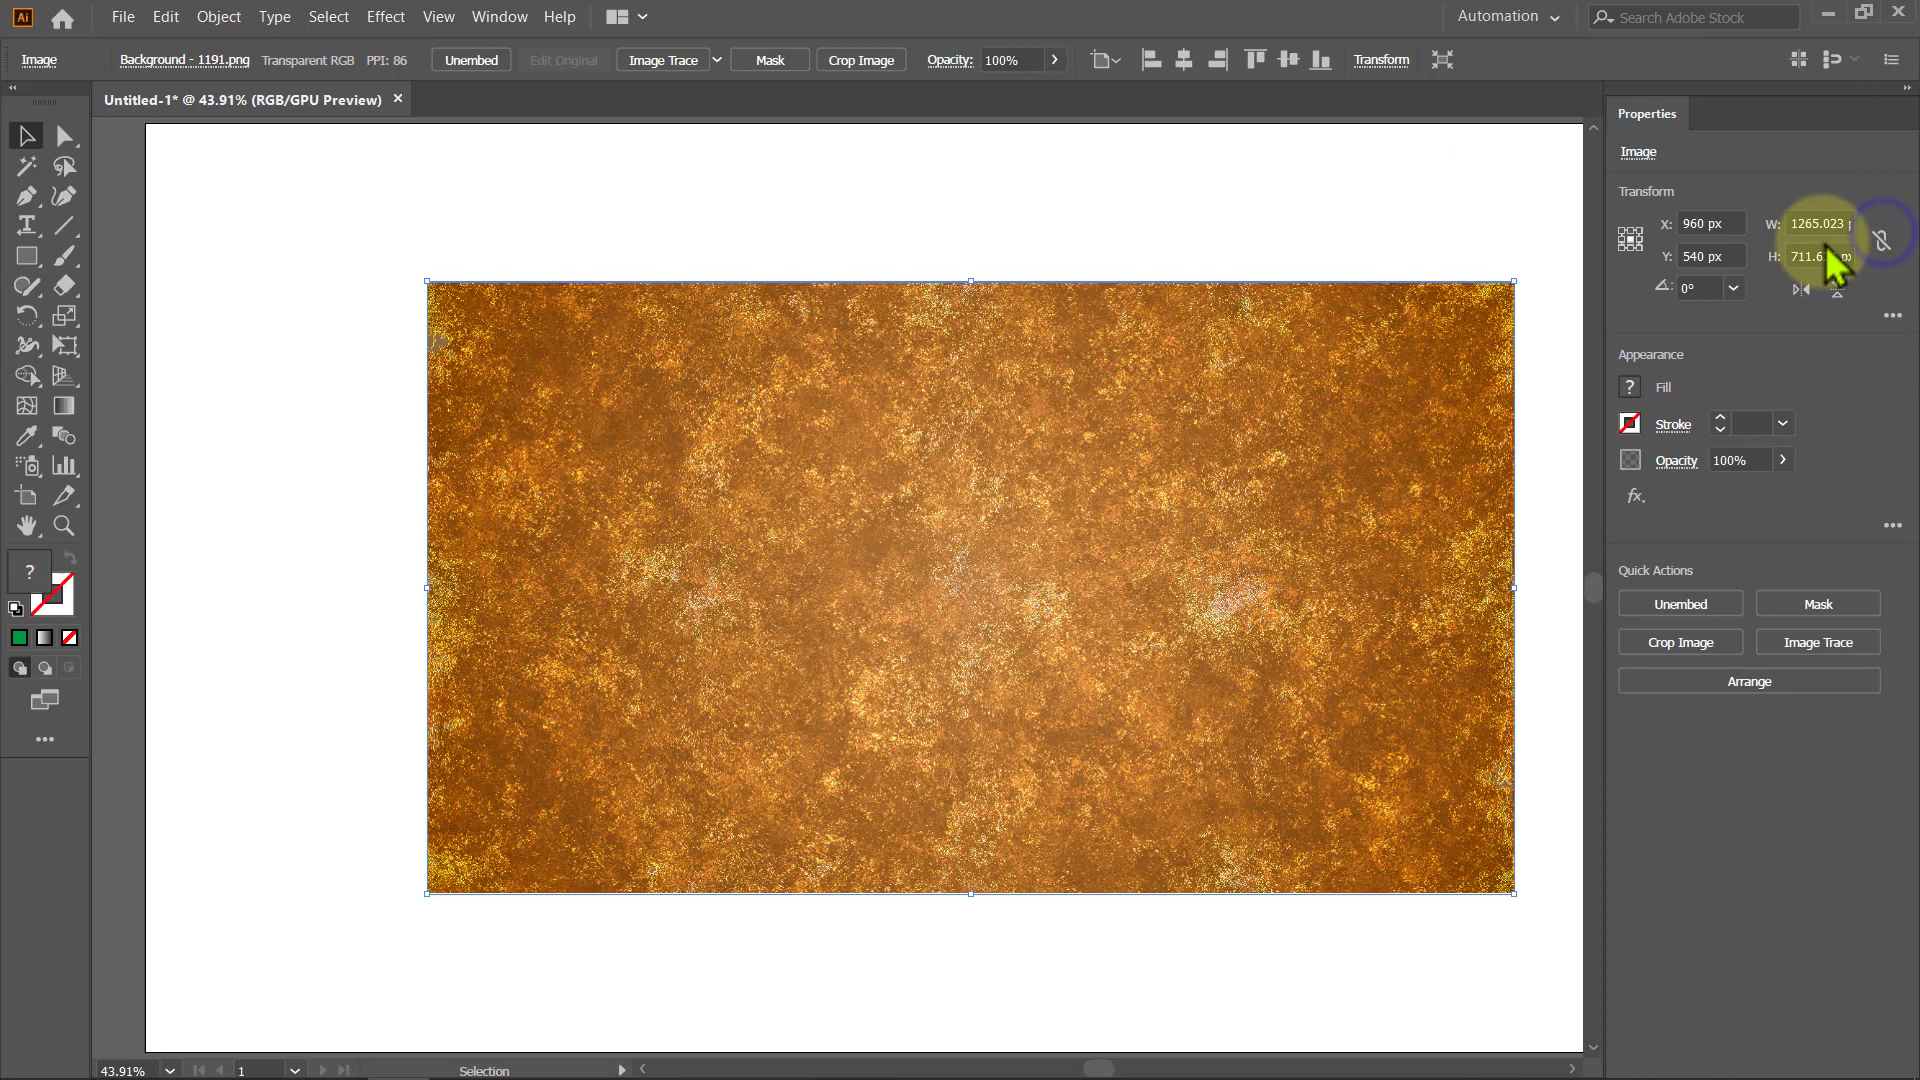 Ai File Edit Object Type Select Effect View Window Help Automation Search Adobe Stock
Image Background - 1191.png Transparent RGB PPI: 86 Unembed Edit Original Image Trace Mask Crop Image Opacity: 100% Transform
Untitled-1* @ 43.91% (RGB/GPU Preview)
Properties
Image
Transform
X: 960 px W: 1265.023
Y: 540 px H:
0°
Appearance
? Fill
Stroke
Opacity 100%
fx.
Quick Actions
Unembed Mask
Crop Image Image Trace
Arrange
?
43.91% 1 Selection